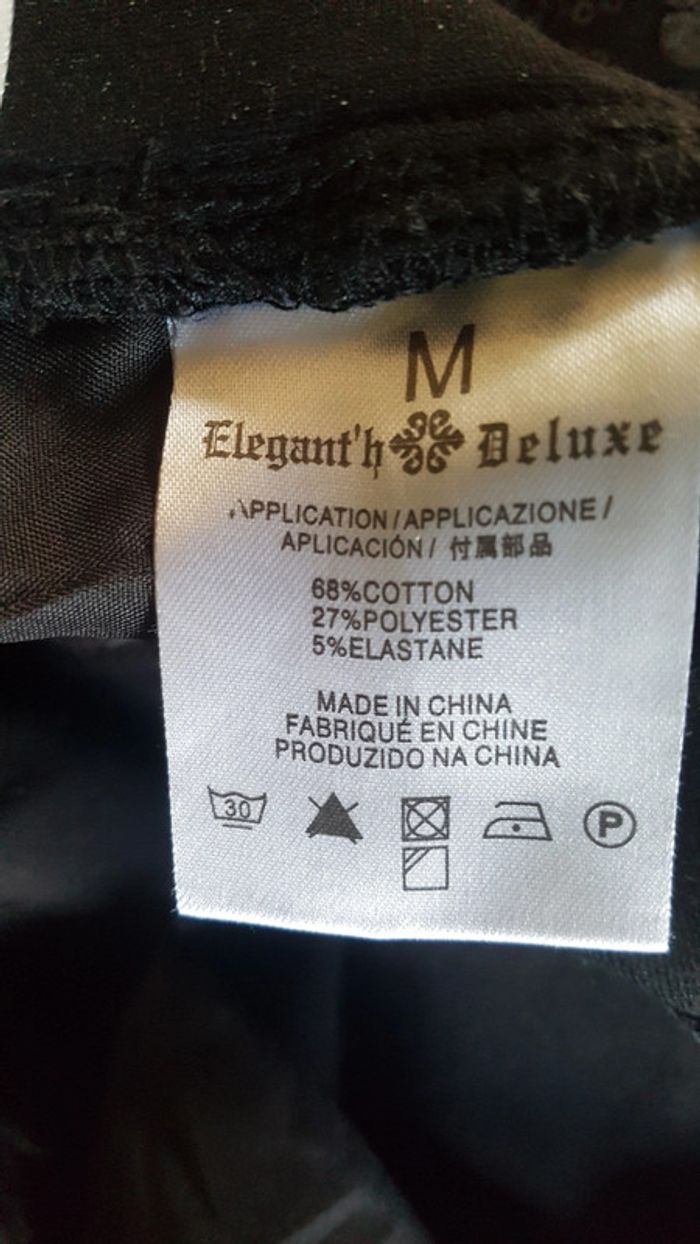 M
Elegant'h Deluxe
APPLICATION / APPLICAZIONE /
APLICACIÓN / 付属部品
68%COTTON
27%POLYESTER
5%ELASTANE
MADE IN CHINA
FABRIQUÉ EN CHINE
PRODUZIDO NA CHINA
30
P